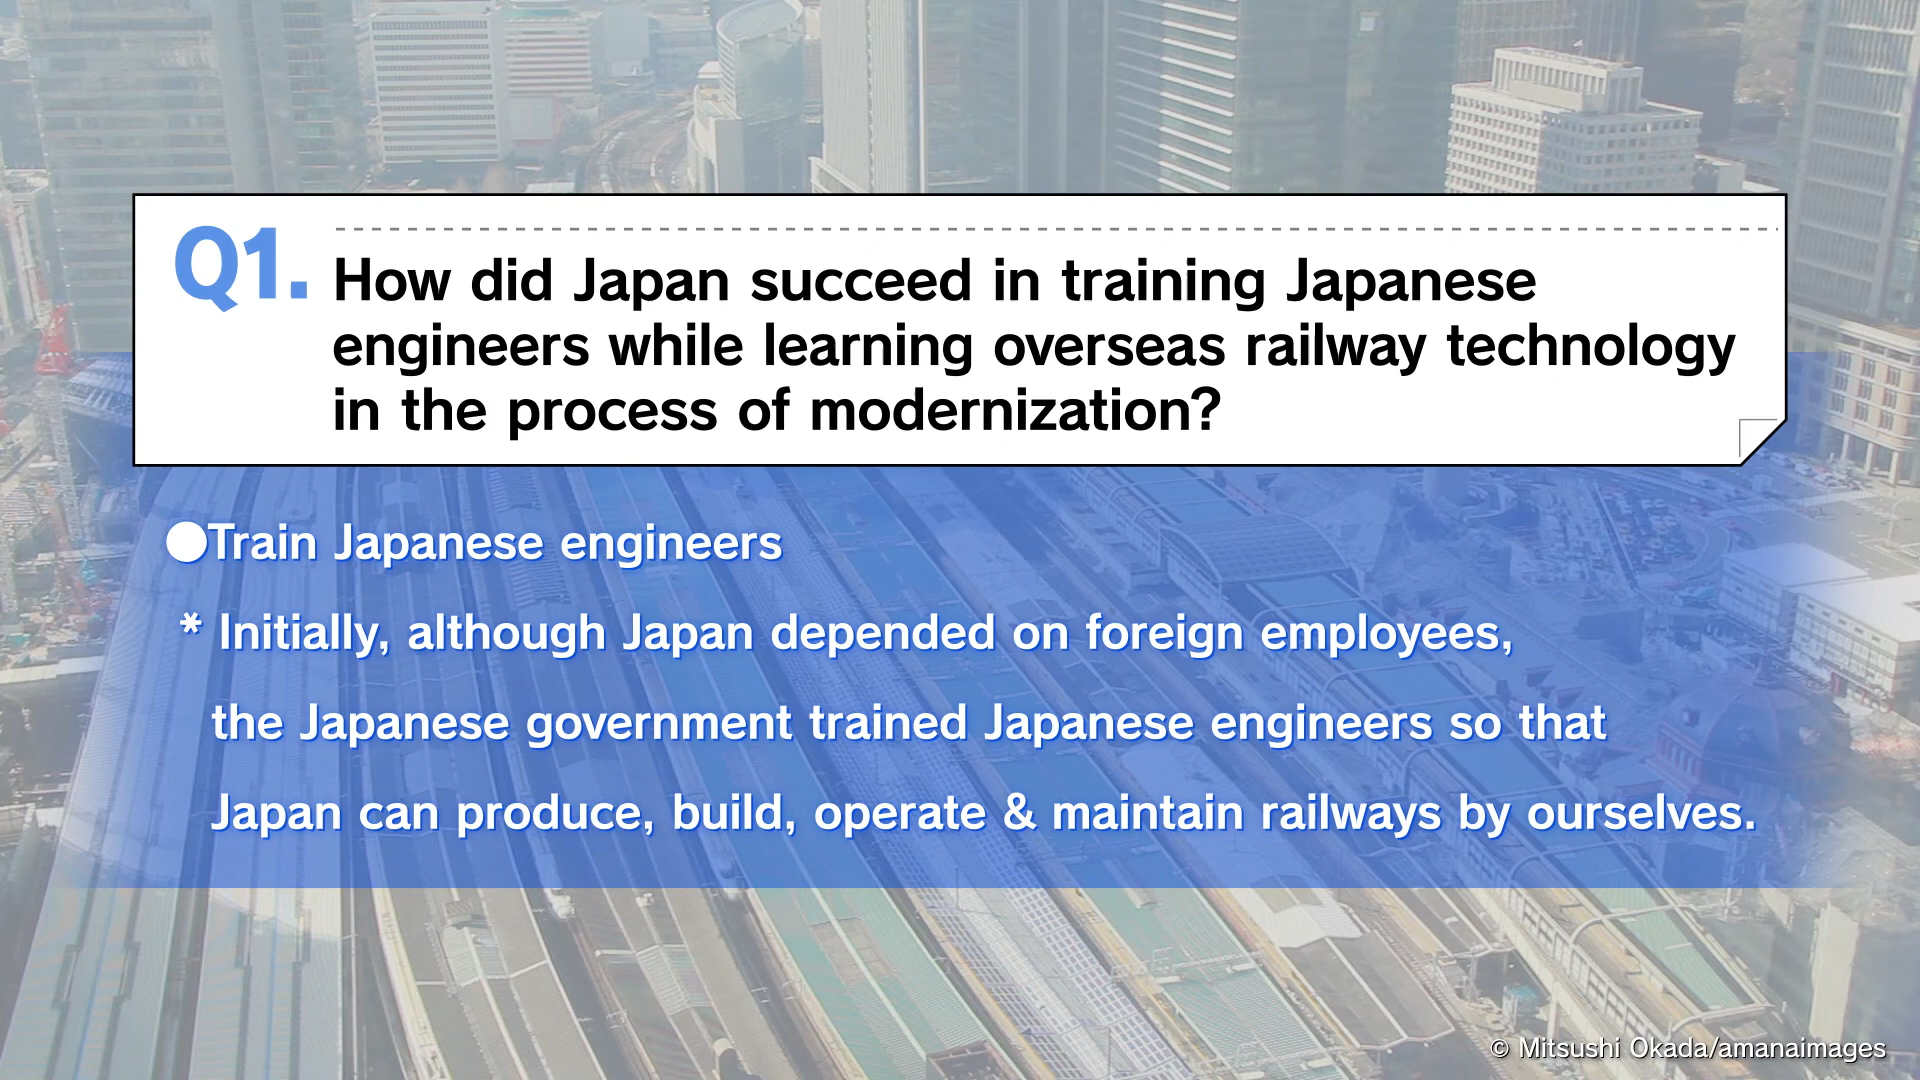 Q1.
How did Japan succeed in training Japanese
engineers while learning overseas railway technology
in the process of modernization?
●Train Japanese engineers
* Initially, although Japan depended on foreign employees,
the Japanese government trained Japanese engineers so that
Japan can produce, build, operate & maintain railways by ourselves.
© Mitsushi Okada/amanaimages